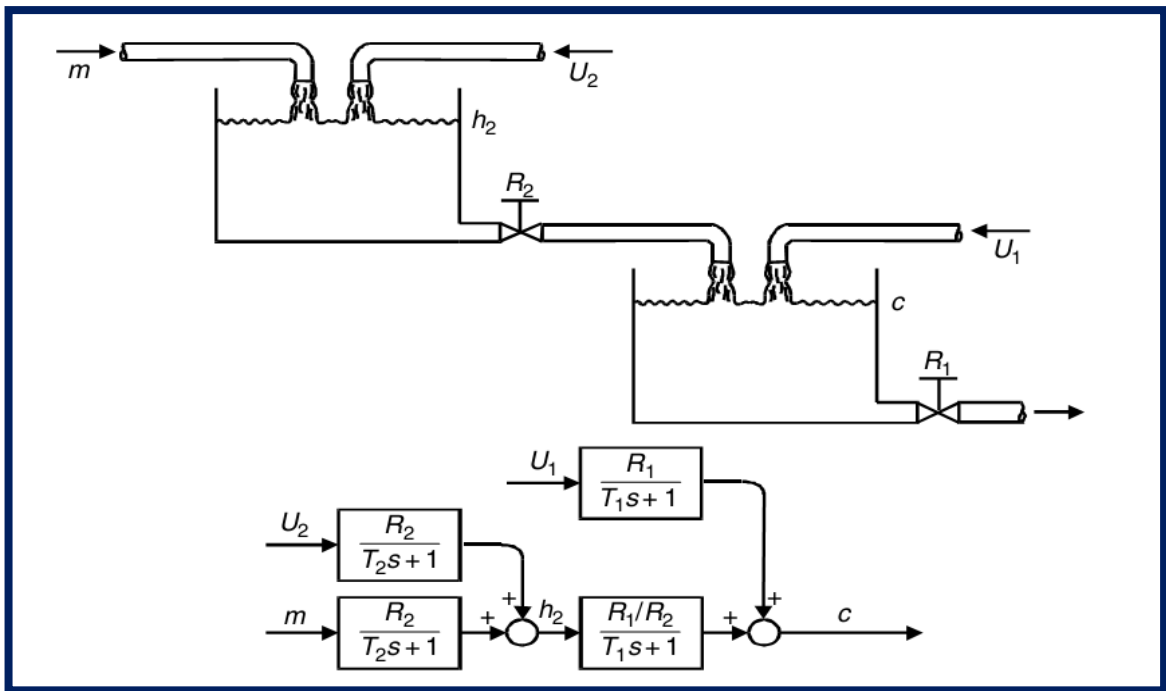 m
U2
h2
R2
U1
c
R1
U1
R1
T1s + 1
U2
R2
T2s + 1
+
+
m
R2
T2s + 1
+
h2
R1/R2
T1s + 1
+
c